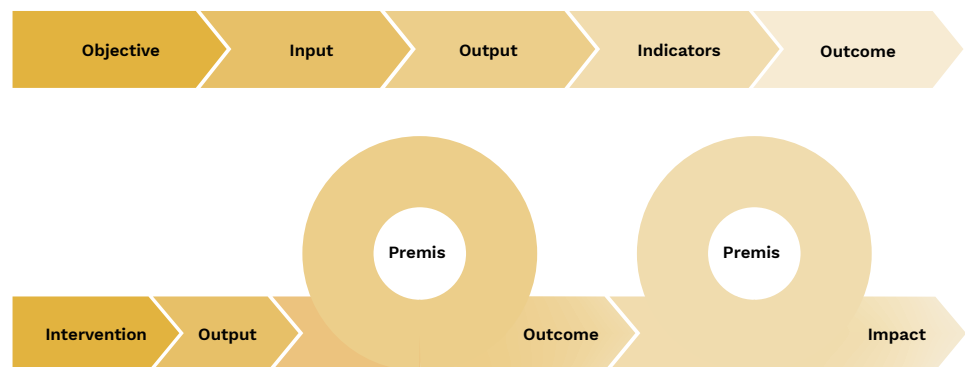 Objective
Input
Output
Indicators
Outcome
Premis
Premis
Intervention
Output
Outcome
Impact